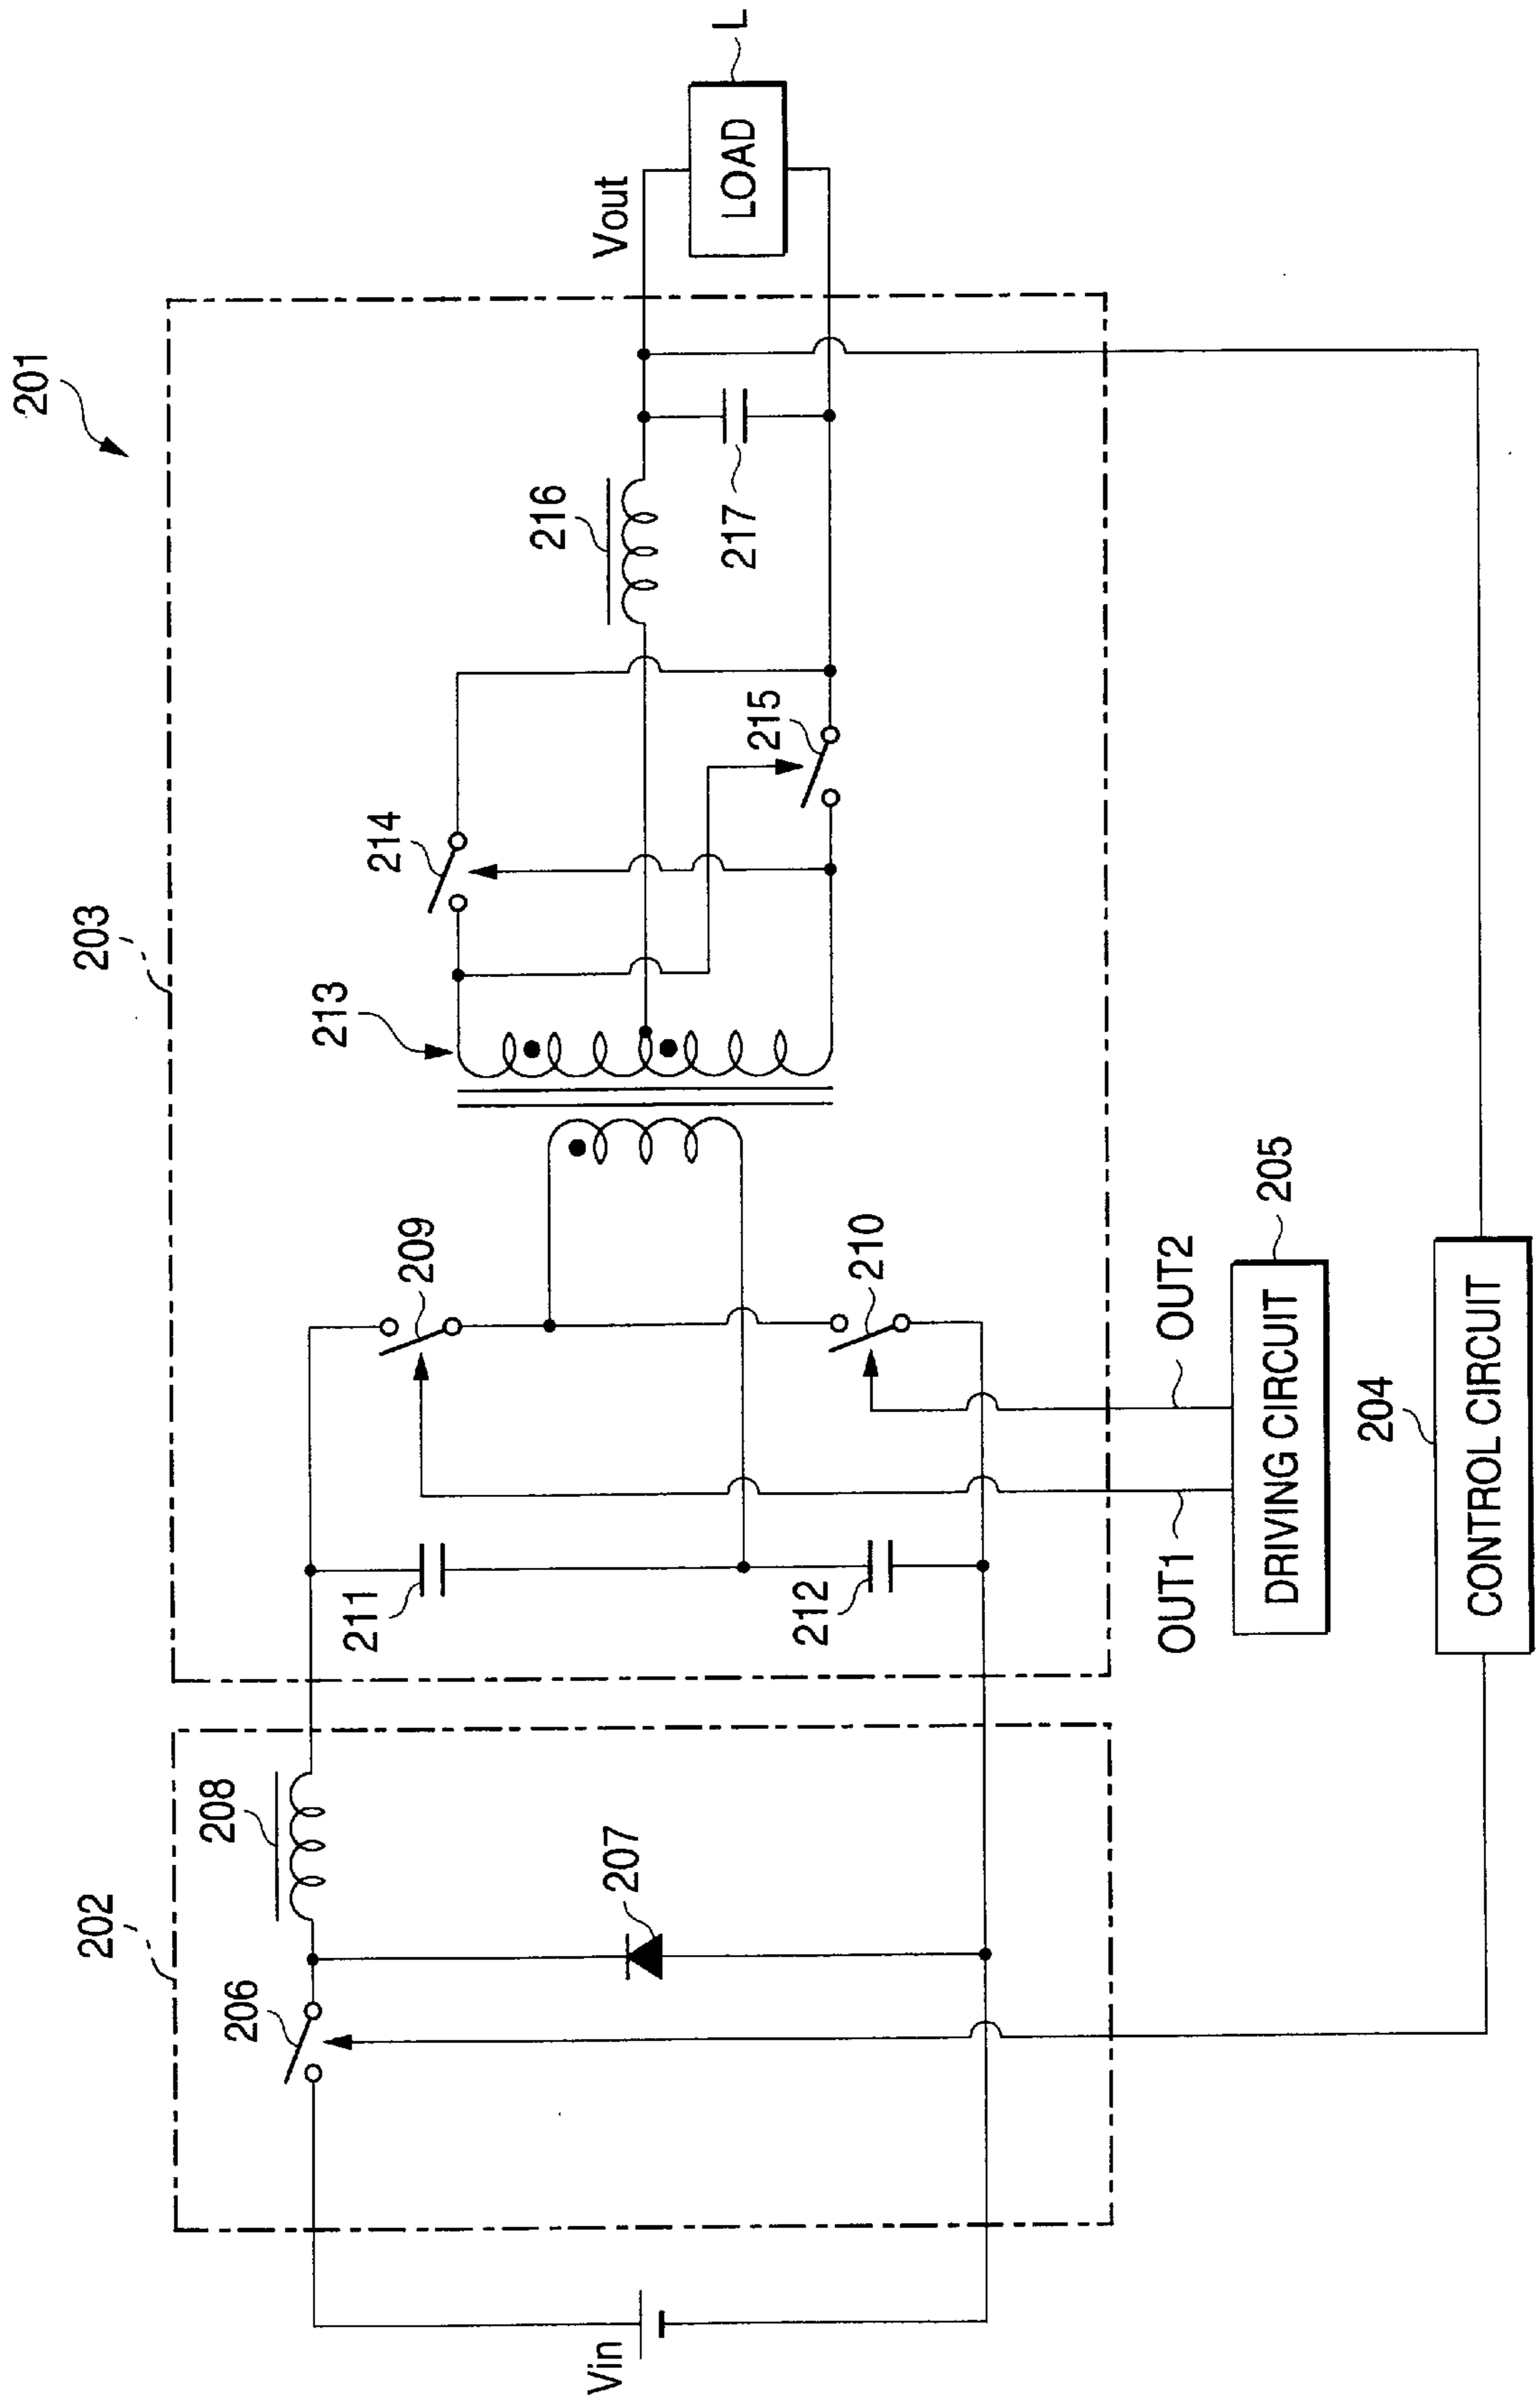 201
203
202
208
206
207
Vin
211
212
209
210
213
214
215
216
217
Vout
LOAD
L
OUT1
OUT2
DRIVING CIRCUIT
205
204
CONTROL CIRCUIT